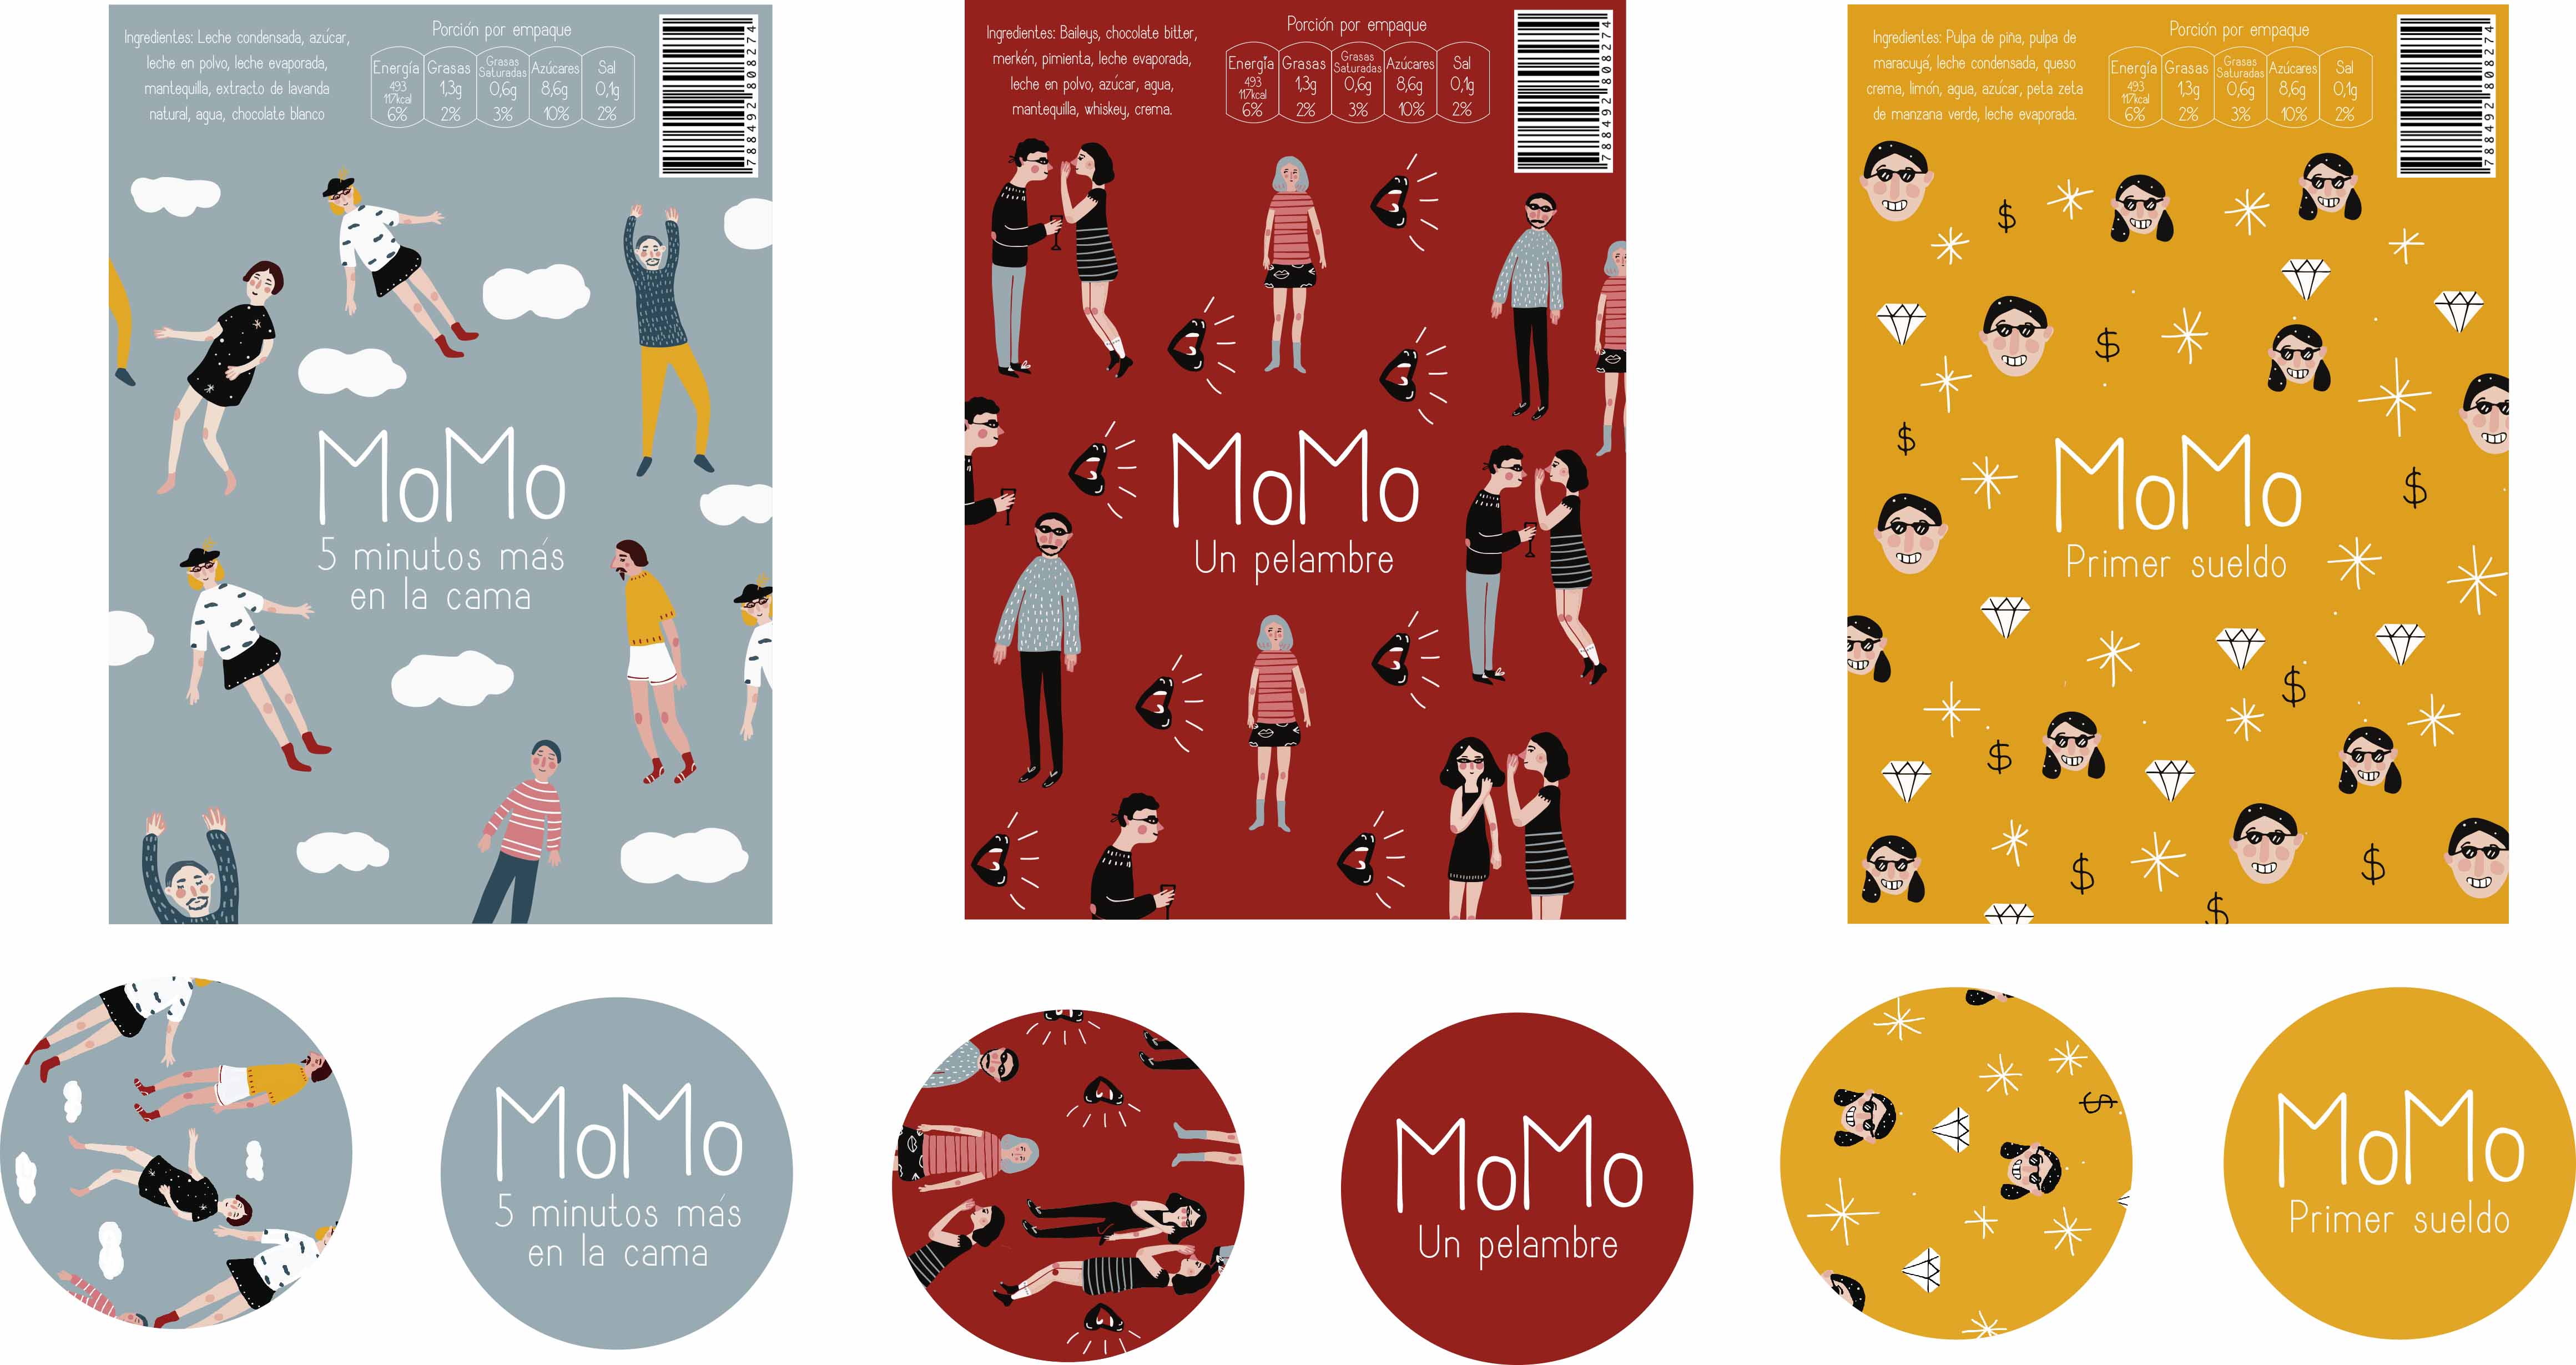 Ingredientes: Leche condensada, azúcar,
leche en polvo, leche evaporada,
mantequilla, extracto de lavanda
natural, agua, chocolate blanco
Porción por empaque
Energía Grasas Grasas Saturadas Azúcares Sal
493 117kcal 1,3g 0,6g 8,6g 0,1g
6% 2% 3% 10% 2%
788492808274
MoMo
5 minutos más
en la cama
Ingredientes: Baileys, chocolate bitter,
merkén, pimienta, leche evaporada,
leche en polvo, azúcar, agua,
mantequilla, whiskey, crema.
Porción por empaque
Energía Grasas Grasas Saturadas Azúcares Sal
493 117kcal 1,3g 0,6g 8,6g 0,1g
6% 2% 3% 10% 2%
788492808274
MoMo
Un pelambre
Ingredientes: Pulpa de piña, pulpa de
maracuyá, leche condensada, queso
crema, limón, agua, azúcar, peta zeta
de manzana verde, leche evaporada.
Porción por empaque
Energía Grasas Grasas Saturadas Azúcares Sal
493 117kcal 1,3g 0,6g 8,6g 0,1g
6% 2% 3% 10% 2%
788492808274
MoMo
Primer sueldo
MoMo
5 minutos más
en la cama
MoMo
Un pelambre
MoMo
Primer sueldo